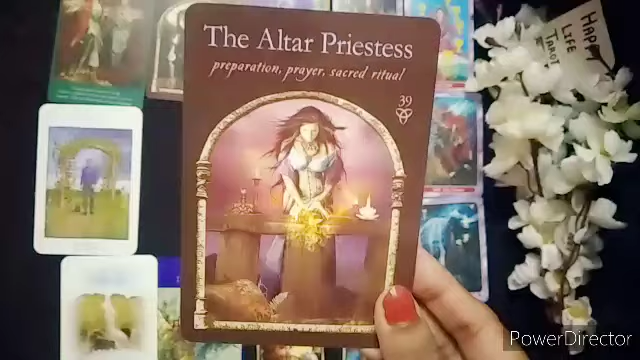 The Altar Priestess
preparation, prayer, sacred ritual
39
HAPPY
LIFE
TAROT
PowerDirector